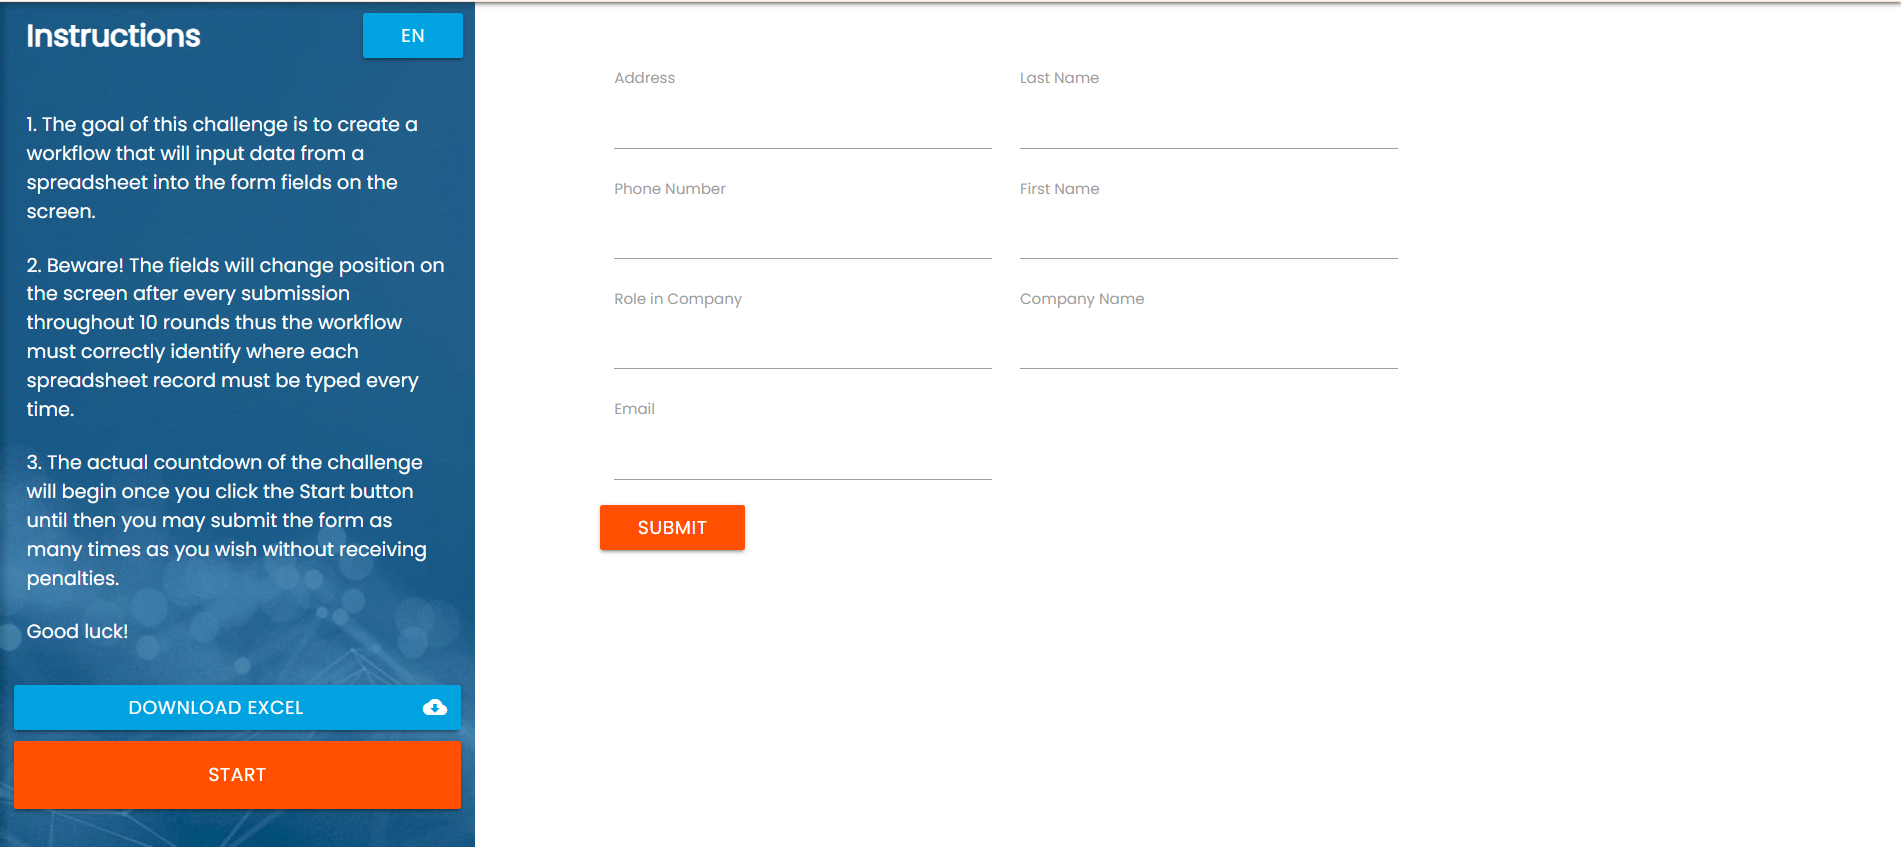 Instructions
EN
1. The goal of this challenge is to create a
workflow that will input data from a
spreadsheet into the form fields on the
screen.
2. Beware! The fields will change position on
the screen after every submission
throughout 10 rounds thus the workflow
must correctly identify where each
spreadsheet record must be typed every
time.
3. The actual countdown of the challenge
will begin once you click the Start button
until then you may submit the form as
many times as you wish without receiving
penalties.
Good luck!
DOWNLOAD EXCEL
START
Address
Last Name
Phone Number
First Name
Role in Company
Company Name
Email
SUBMIT